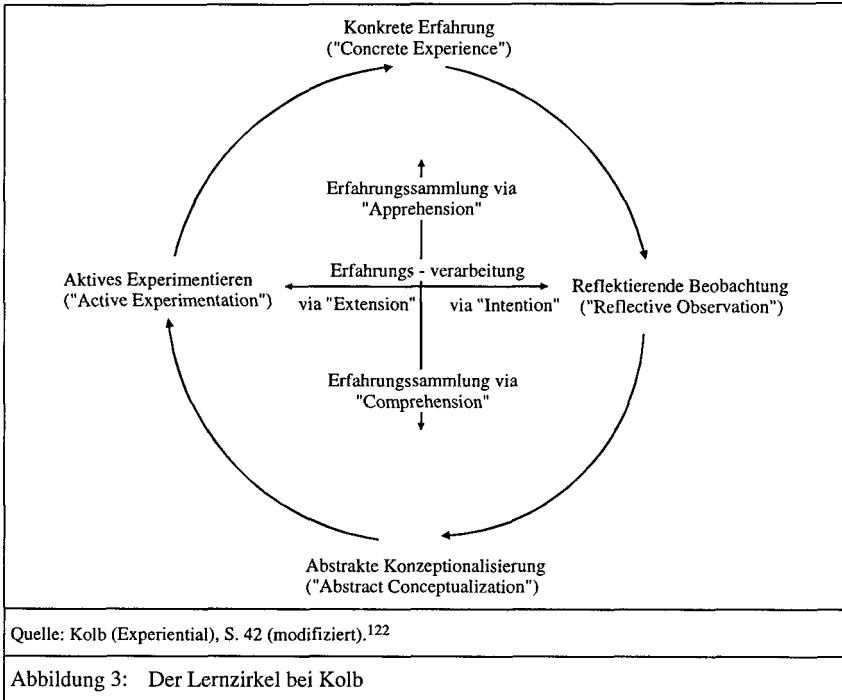 Konkrete Erfahrung
("Concrete Experience")
Erfahrungssammlung via
"Apprehension"
Aktives Experimentieren
("Active Experimentation")
Erfahrungs - verarbeitung
via "Extension" via "Intention"
Reflektierende Beobachtung
("Reflective Observation")
Erfahrungssammlung via
"Comprehension"
Abstrakte Konzeptionalisierung
("Abstract Conceptualization")
Quelle: Kolb (Experiential), S. 42 (modifiziert).122
Abbildung 3: Der Lernzirkel bei Kolb